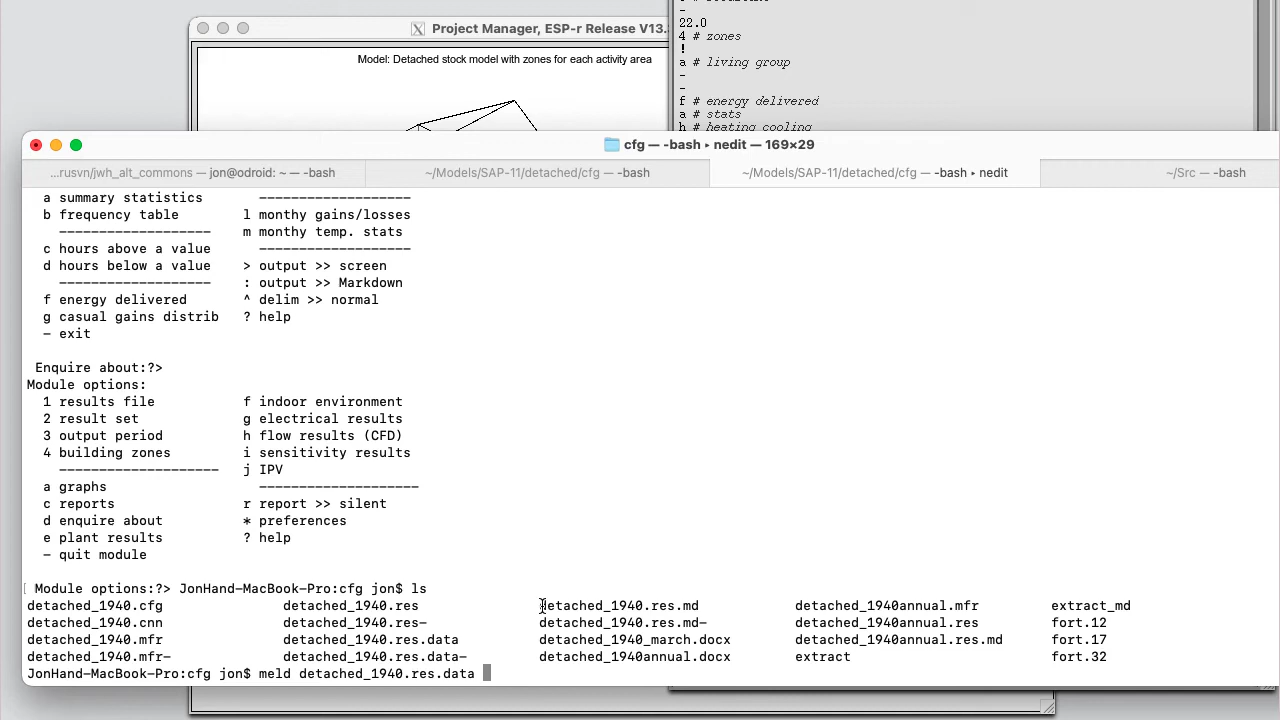 Project Manager, ESP-r Release V13.
Model: Detached stock model with zones for each activity area
-
22.0
4 # zones
!
a # living group
-
-
f # energy delivered
a # stats
h # heating cooling
cfg — -bash ▸ nedit — 169×29
...rusvn/jwh_alt_commons — jon@odroid: ~ — -bash
~/Models/SAP-11/detached/cfg — -bash
~/Models/SAP-11/detached/cfg — -bash ▸ nedit
~/Src — -bash
a summary statistics -------------------
b frequency table l monthy gains/losses
------------------- m monthy temp. stats
c hours above a value -------------------
d hours below a value > output >> screen
------------------- : output >> Markdown
f energy delivered ^ delim >> normal
g casual gains distrib ? help
- exit
Enquire about:?>
Module options:
1 results file f indoor environment
2 result set g electrical results
3 output period h flow results (CFD)
4 building zones i sensitivity results
-------------------- j IPV
a graphs --------------------
c reports r report >> silent
d enquire about * preferences
e plant results ? help
- quit module
[ Module options:?> JonHand-MacBook-Pro:cfg jon$ ls
detached_1940.cfg detached_1940.res detached_1940.res.md detached_1940annual.mfr extract_md
detached_1940.cnn detached_1940.res- detached_1940.res.md- detached_1940annual.res fort.12
detached_1940.mfr detached_1940.res.data detached_1940_march.docx detached_1940annual.res.md fort.17
detached_1940.mfr- detached_1940.res.data- detached_1940annual.docx extract fort.32
JonHand-MacBook-Pro:cfg jon$ meld detached_1940.res.data